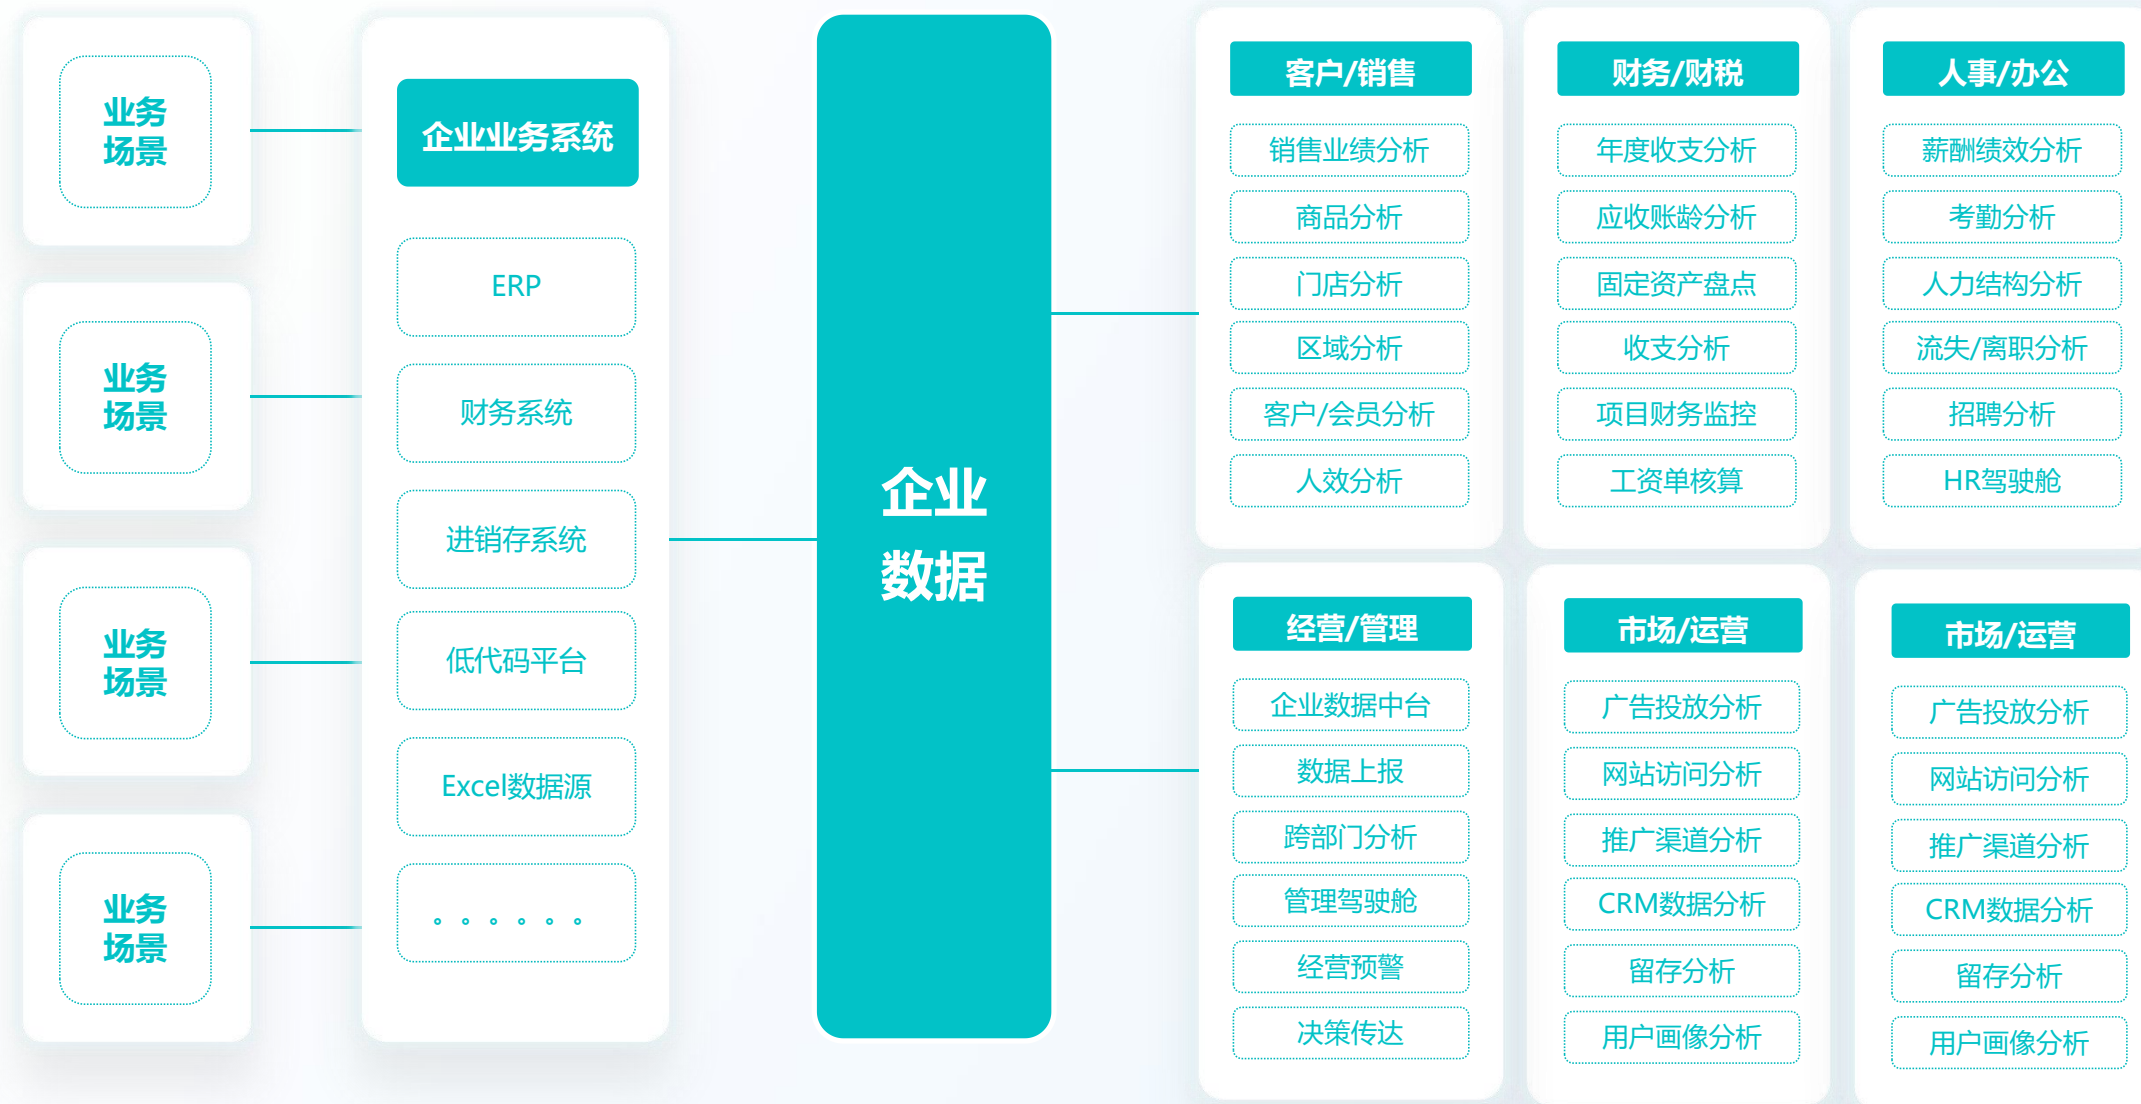 业务
场景
业务
场景
业务
场景
业务
场景
企业业务系统
ERP
财务系统
进销存系统
低代码平台
Excel数据源
。。。。。。
企业
数据
客户/销售
销售业绩分析
商品分析
门店分析
区域分析
客户/会员分析
人效分析
财务/财税
年度收支分析
应收账龄分析
固定资产盘点
收支分析
项目财务监控
工资单核算
人事/办公
薪酬绩效分析
考勤分析
人力结构分析
流失/离职分析
招聘分析
HR驾驶舱
经营/管理
企业数据中台
数据上报
跨部门分析
管理驾驶舱
经营预警
决策传达
市场/运营
广告投放分析
网站访问分析
推广渠道分析
CRM数据分析
留存分析
用户画像分析
市场/运营
广告投放分析
网站访问分析
推广渠道分析
CRM数据分析
留存分析
用户画像分析